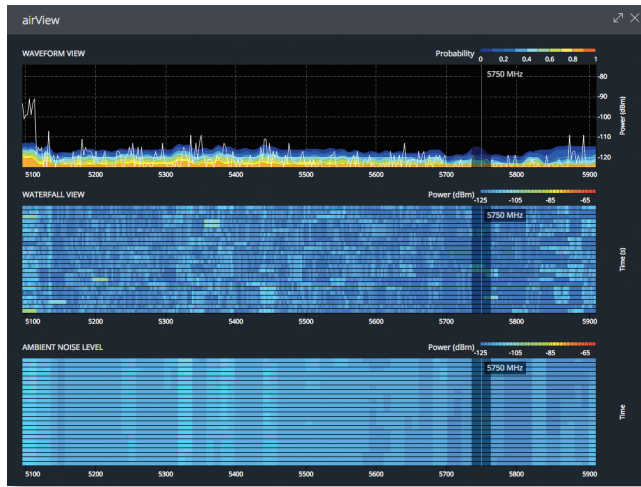 airView
WAVEFORM VIEW
Probability
0 0.2 0.4 0.6 0.8 1
5750 MHz
-80
-90
-100
-110
-120
Power (dBm)
5100 5200 5300 5400 5500 5600 5700 5800 5900
WATERFALL VIEW
Power (dBm)
-125 -105 -85 -65
5750 MHz
Time (s)
5100 5200 5300 5400 5500 5600 5700 5800 5900
AMBIENT NOISE LEVEL
Power (dBm)
-125 -105 -85 -65
5750 MHz
Time
5100 5200 5300 5400 5500 5600 5700 5800 5900